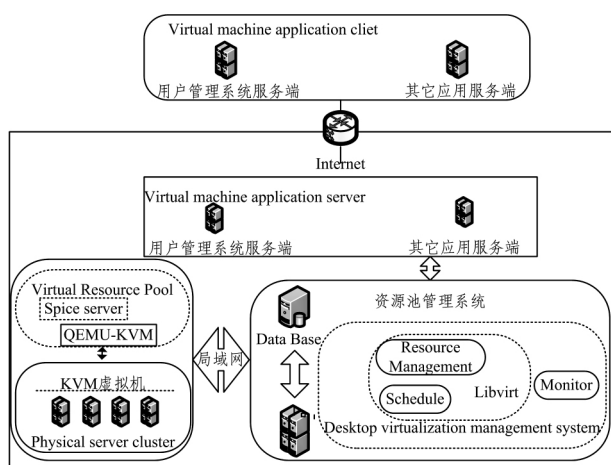 Virtual machine application cliet
用户管理系统服务端
其它应用服务端
Internet
Virtual machine application server
用户管理系统服务端
其它应用服务端
Virtual Resource Pool
Spice server
QEMU-KVM
KVM虚拟机
Physical server cluster
局域网
资源池管理系统
Data Base
Resource
Management
Schedule
Libvirt
Monitor
Desktop virtualization management system